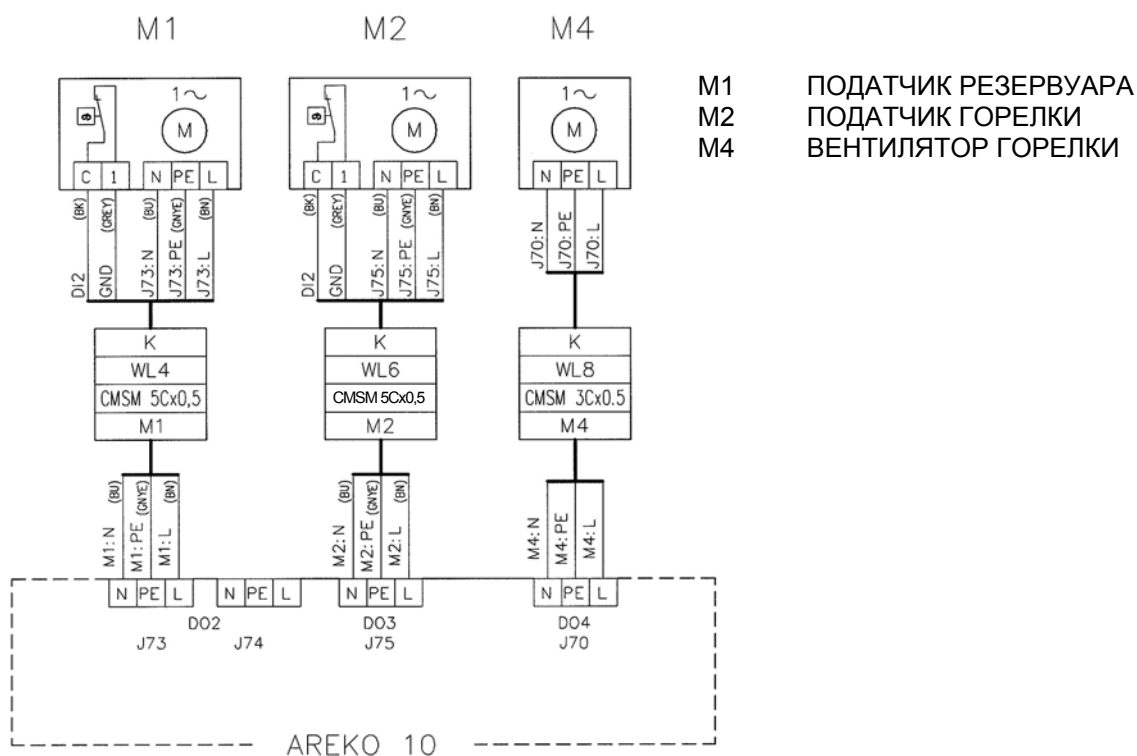 M1 M2 M4
M1 ПОДАТЧИК РЕЗЕРВУАРА
M2 ПОДАТЧИК ГОРЕЛКИ
M4 ВЕНТИЛЯТОР ГОРЕЛКИ
1~ 1~ 1~
ϑ M ϑ M M
C 1 N PE L C 1 N PE L N PE L
(BK) (GREY) (BU) (GNYE) (BN) (BK) (GREY) (BU) (GNYE) (BN)
DI2 GND J73:N J73:PE J73:L DI2 GND J75:N J75:PE J75:L J70:N J70:PE J70:L
K K K
WL4 WL6 WL8
CMSM 5Cx0,5 CMSM 5Cx0,5 CMSM 3Cx0.5
M1 M2 M4
(BU) (GNYE) (BN) (BU) (GNYE) (BN)
M1:N M1:PE M1:L M2:N M2:PE M2:L M4:N M4:PE M4:L
N PE L N PE L N PE L N PE L
DO2 DO3 DO4
J73 J74 J75 J70
AREKO 10